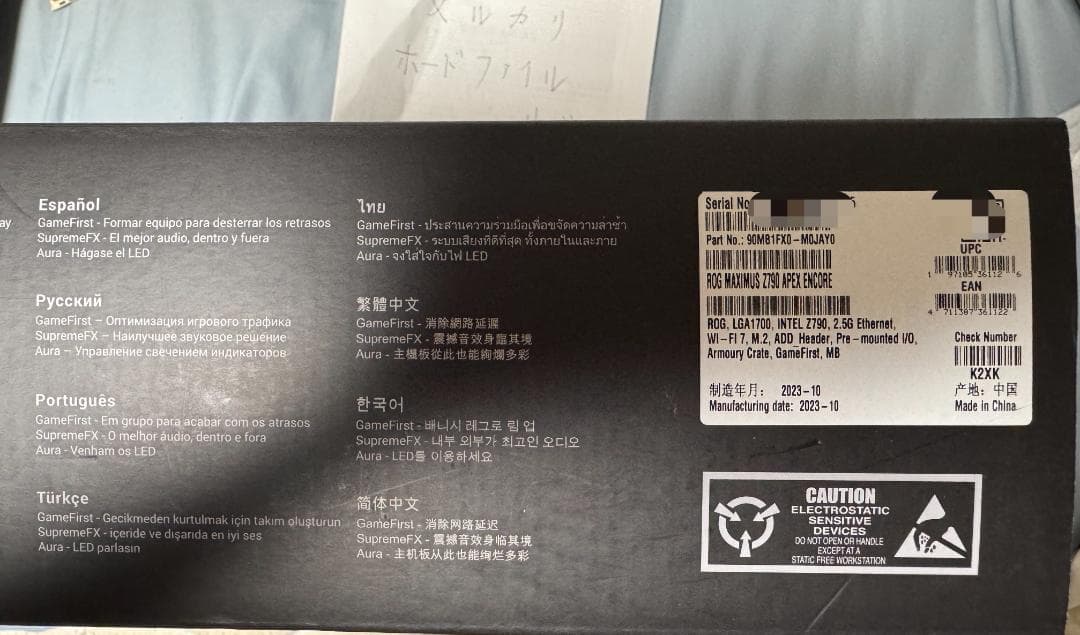 メルカリ
ボードファイル
ay
Español
GameFirst - Formar equipo para desterrar los retrasos
SupremeFX - El mejor audio, dentro y fuera
Aura - Hágase el LED
Русский
GameFirst – Оптимизация игрового трафика
SupremeFX – Наилучшее звуковое решение
Aura – Управление свечением индикаторов
Português
GameFirst - Em grupo para acabar com os atrasos
SupremeFX - O melhor áudio, dentro e fora
Aura - Venham os LED
Türkçe
GameFirst - Gecikmeden kurtulmak için takım oluşturun
SupremeFX - içeride ve dışarıda en iyi ses
Aura - LED parlasın
ไทย
GameFirst - ประสานความร่วมมือเพื่อขจัดความล่าช้า
SupremeFX - ระบบเสียงที่ดีที่สุด ทั้งภายในและภาย
Aura - จงใส่ใจกับไฟ LED
繁體中文
GameFirst - 消除網路延遲
SupremeFX - 震撼音效身臨其境
Aura - 主機板從此也能絢爛多彩
한국어
GameFirst - 배니시 레그로 팀 업
SupremeFX - 내부 외부가 최고인 오디오
Aura - LED를 이용하세요
简体中文
GameFirst - 消除网路延迟
SupremeFX - 震撼音效身临其境
Aura - 主机板从此也能绚烂多彩
Serial No
Part No.: 90MB1FX0-M0JAY0
ROG MAXIMUS Z790 APEX ENCORE
ROG, LGA1700, INTEL Z790, 2.5G Ethernet,
WI-FI 7, M.2, ADD_Header, Pre-mounted I/O,
Armoury Crate, GameFirst, MB
制造年月： 2023-10
Manufacturing date: 2023-10
UPC
1 97105 36112 6
EAN
4 711387 361122
Check Number
K2XK
产地：中国
Made in China
CAUTION
ELECTROSTATIC
SENSITIVE
DEVICES
DO NOT OPEN OR HANDLE
EXCEPT AT A
STATIC FREE WORKSTATION